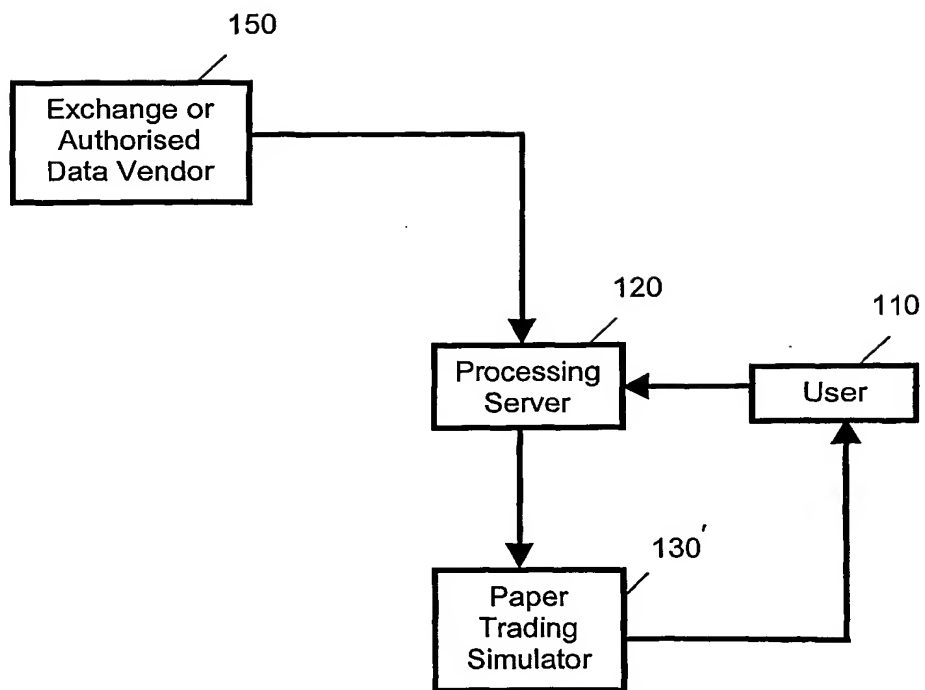 150
Exchange or
Authorised
Data Vendor
120
110
Processing
Server
User
130'
Paper
Trading
Simulator